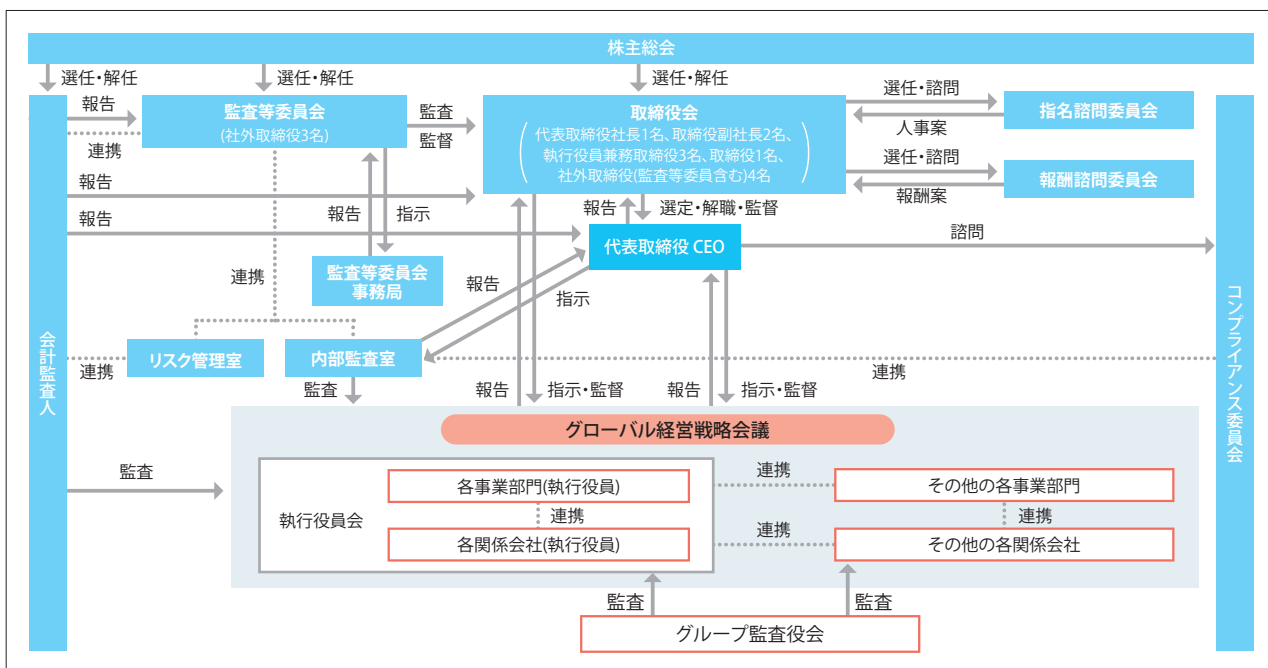 株主総会
選任・解任
選任・解任
選任・解任
報告
監査等委員会
(社外取締役3名)
監査
監督
取締役会
代表取締役社長1名、取締役副社長2名、
執行役員兼務取締役3名、取締役1名、
社外取締役(監査等委員含む)4名
選任・諮問
人事案
指名諮問委員会
連携
選任・諮問
報酬案
報酬諮問委員会
報告
報告
報告
指示
報告
選定・解職・監督
代表取締役 CEO
諮問
監査等委員会
事務局
連携
報告
指示
会計監査人
コンプライアンス委員会
リスク管理室
内部監査室
連携
連携
監査
報告
指示・監督
報告
指示・監督
グローバル経営戦略会議
監査
執行役員会
各事業部門(執行役員)
連携
各関係会社(執行役員)
連携
連携
その他の各事業部門
連携
その他の各関係会社
監査
監査
グループ監査役会